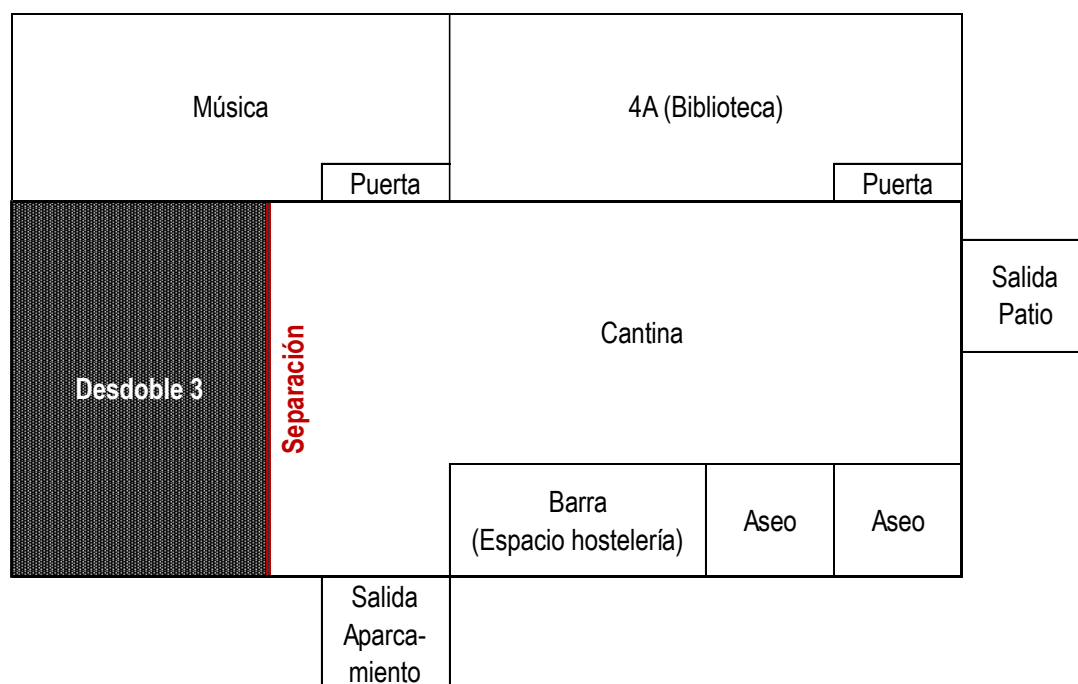 Música
4A (Biblioteca)
Puerta
Puerta
Salida
Patio
Cantina
Separación
Desdoble 3
Barra
(Espacio hostelería)
Aseo
Aseo
Salida
Aparca-
miento